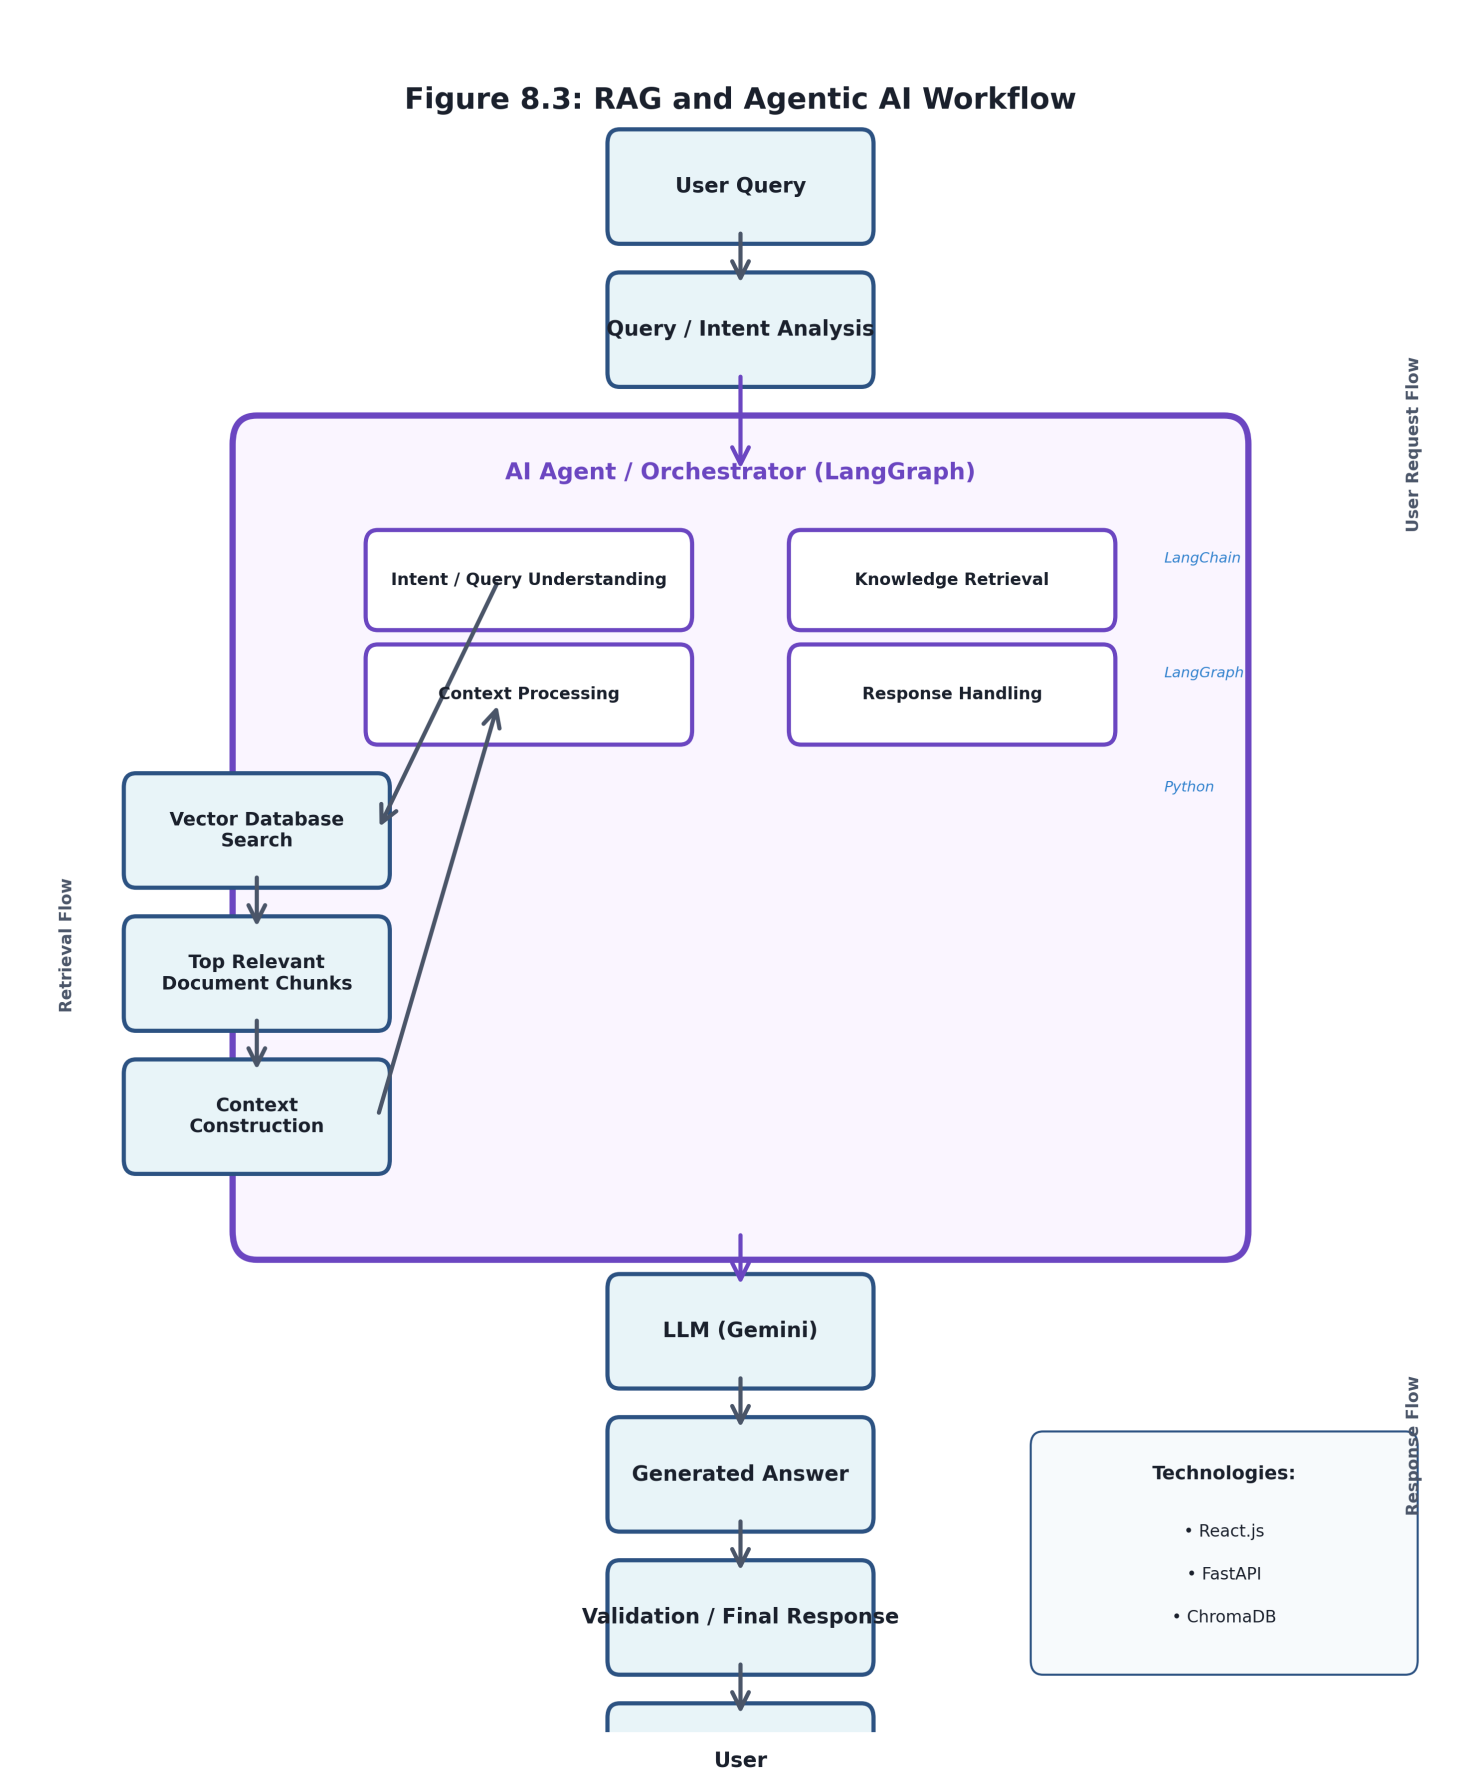 Figure 8.3: RAG and Agentic AI Workflow
User Query
Query / Intent Analysis
User Request Flow
AI Agent / Orchestrator (LangGraph)
Intent / Query Understanding
Knowledge Retrieval
LangChain
Context Processing
Response Handling
LangGraph
Python
Vector Database
Search
Retrieval Flow
Top Relevant
Document Chunks
Context
Construction
LLM (Gemini)
Generated Answer
Response Flow
Technologies:
• React.js
• FastAPI
• ChromaDB
Validation / Final Response
User